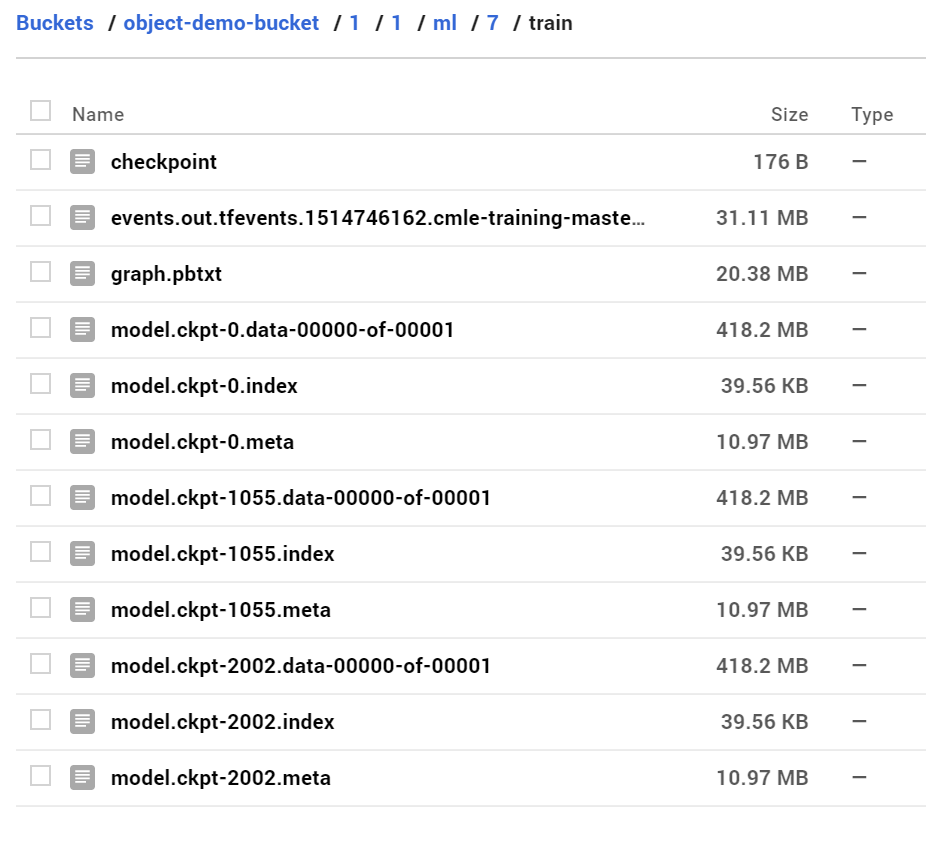 Buckets / object-demo-bucket / 1 / 1 / ml / 7 / train
Name Size Type
checkpoint 176 B —
events.out.tfevents.1514746162.cmle-training-maste… 31.11 MB —
graph.pbtxt 20.38 MB —
model.ckpt-0.data-00000-of-00001 418.2 MB —
model.ckpt-0.index 39.56 KB —
model.ckpt-0.meta 10.97 MB —
model.ckpt-1055.data-00000-of-00001 418.2 MB —
model.ckpt-1055.index 39.56 KB —
model.ckpt-1055.meta 10.97 MB —
model.ckpt-2002.data-00000-of-00001 418.2 MB —
model.ckpt-2002.index 39.56 KB —
model.ckpt-2002.meta 10.97 MB —